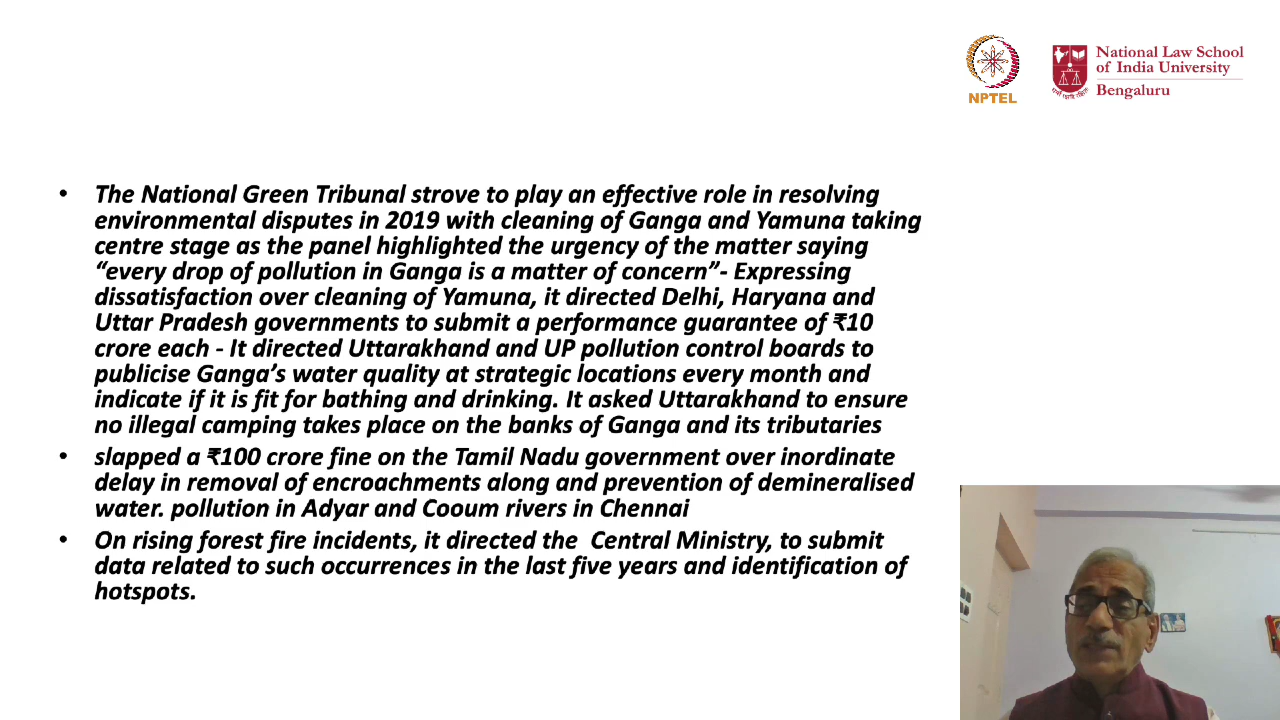 NPTEL
National Law School
of India University
Bengaluru
• The National Green Tribunal strove to play an effective role in resolving
environmental disputes in 2019 with cleaning of Ganga and Yamuna taking
centre stage as the panel highlighted the urgency of the matter saying
“every drop of pollution in Ganga is a matter of concern”- Expressing
dissatisfaction over cleaning of Yamuna, it directed Delhi, Haryana and
Uttar Pradesh governments to submit a performance guarantee of ₹10
crore each - It directed Uttarakhand and UP pollution control boards to
publicise Ganga’s water quality at strategic locations every month and
indicate if it is fit for bathing and drinking. It asked Uttarakhand to ensure
no illegal camping takes place on the banks of Ganga and its tributaries
• slapped a ₹100 crore fine on the Tamil Nadu government over inordinate
delay in removal of encroachments along and prevention of demineralised
water. pollution in Adyar and Cooum rivers in Chennai
• On rising forest fire incidents, it directed the  Central Ministry, to submit
data related to such occurrences in the last five years and identification of
hotspots.